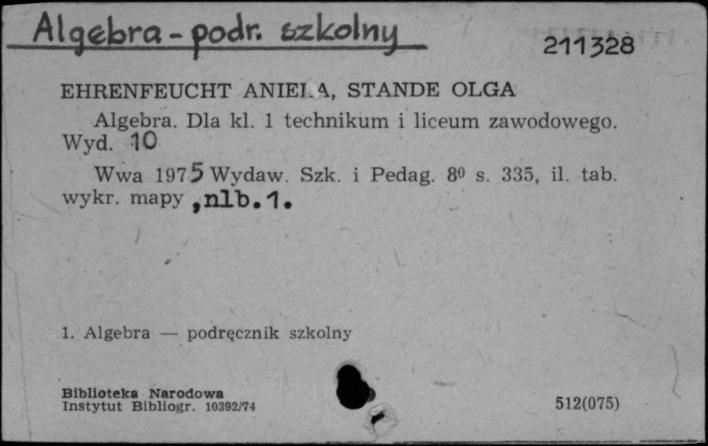 Algebra - podr. szkolny
211328
EHRENFEUCHT ANIELA, STANDE OLGA
Algebra. Dla kl. 1 technikum i liceum zawodowego.
Wyd. 10
Wwa 1975 Wydaw. Szk. i Pedag. 8º s. 335, il. tab.
wykr. mapy, nlb. 1.
1. Algebra — podręcznik szkolny
Biblioteka Narodowa
Instytut Bibliogr. 10392/74
512(075)